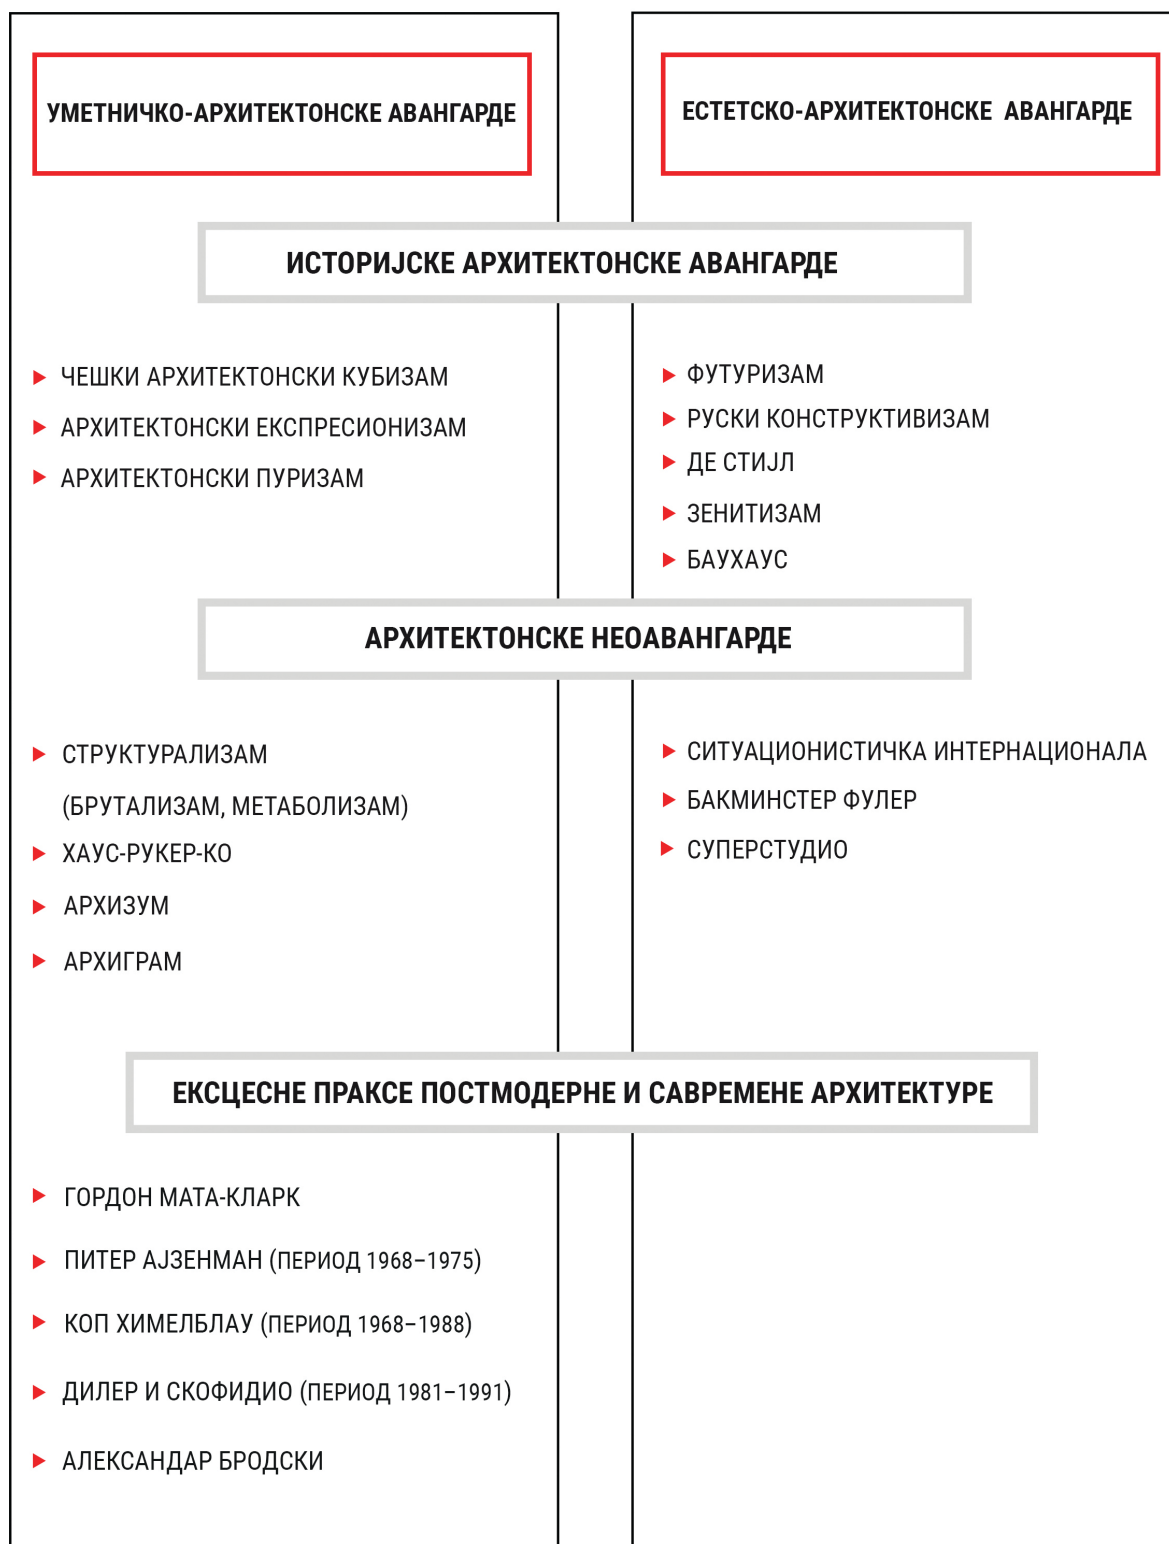 УМЕТНИЧКО-АРХИТЕКТОНСКЕ АВАНГАРДЕ
ЕСТЕТСКО-АРХИТЕКТОНСКЕ АВАНГАРДЕ
ИСТОРИЈСКЕ АРХИТЕКТОНСКЕ АВАНГАРДЕ
ЧЕШКИ АРХИТЕКТОНСКИ КУБИЗАМ
АРХИТЕКТОНСКИ ЕКСПРЕСИОНИЗАМ
АРХИТЕКТОНСКИ ПУРИЗАМ
ФУТУРИЗАМ
РУСКИ КОНСТРУКТИВИЗАМ
ДЕ СТИЈЛ
ЗЕНИТИЗАМ
БАУХАУС
АРХИТЕКТОНСКЕ НЕОАВАНГАРДЕ
СТРУКТУРАЛИЗАМ
(БРУТАЛИЗАМ, МЕТАБОЛИЗАМ)
ХАУС-РУКЕР-КО
АРХИЗУМ
АРХИГРАМ
СИТУАЦИОНИСТИЧКА ИНТЕРНАЦИОНАЛА
БАКМИНСТЕР ФУЛЕР
СУПЕРСТУДИО
ЕКСЦЕСНЕ ПРАКСЕ ПОСТМОДЕРНЕ И САВРЕМЕНЕ АРХИТЕКТУРЕ
ГОРДОН МАТА-КЛАРК
ПИТЕР АЈЗЕНМАН (ПЕРИОД 1968–1975)
КОП ХИМЕЛБЛАУ (ПЕРИОД 1968–1988)
ДИЛЕР И СКОФИДИО (ПЕРИОД 1981–1991)
АЛЕКСАНДАР БРОДСКИ